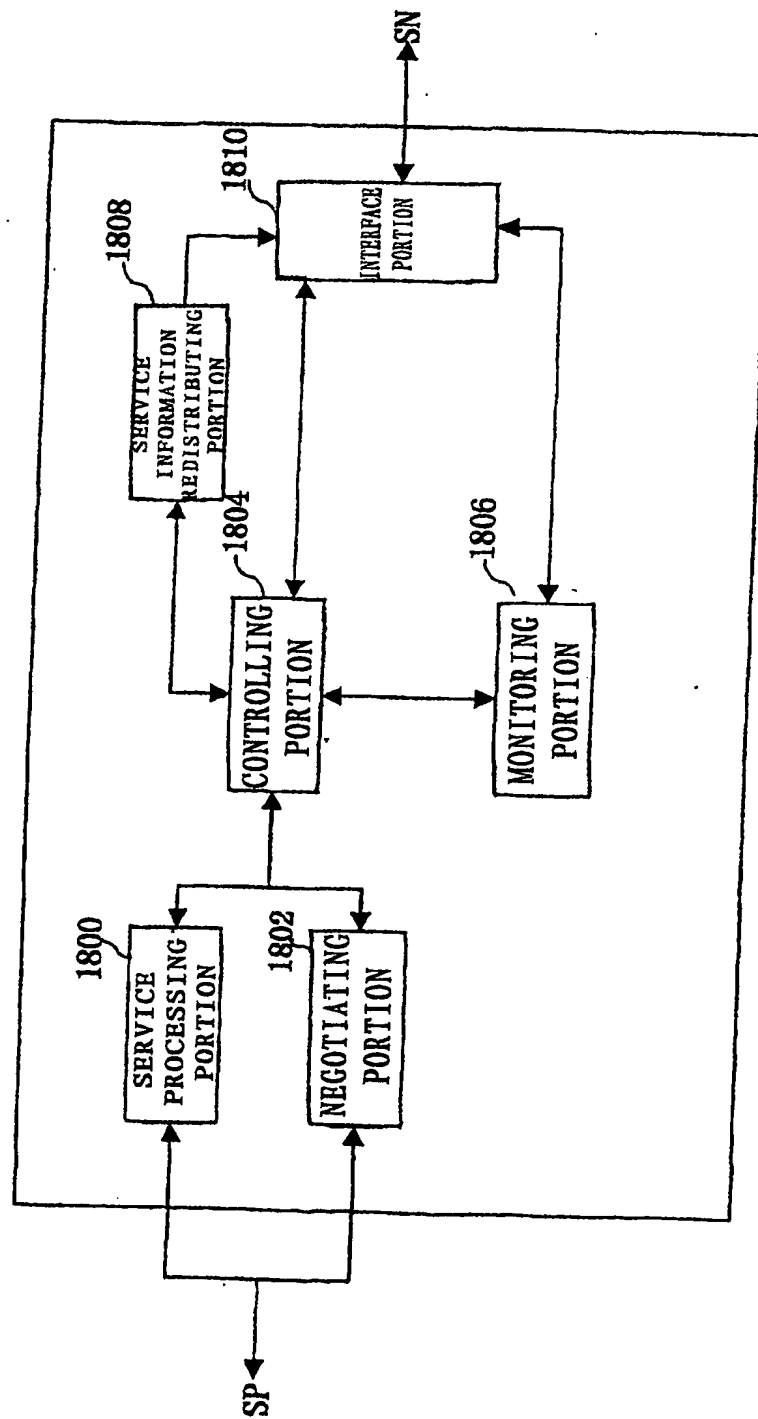 SP
1800
SERVICE
PROCESSING
PORTION
1802
NEGOTIATING
PORTION
1804
CONTROLLING
PORTION
1806
MONITORING
PORTION
1808
SERVICE
INFORMATION
REDISTRIBUTING
PORTION
1810
INTERFACE
PORTION
SN